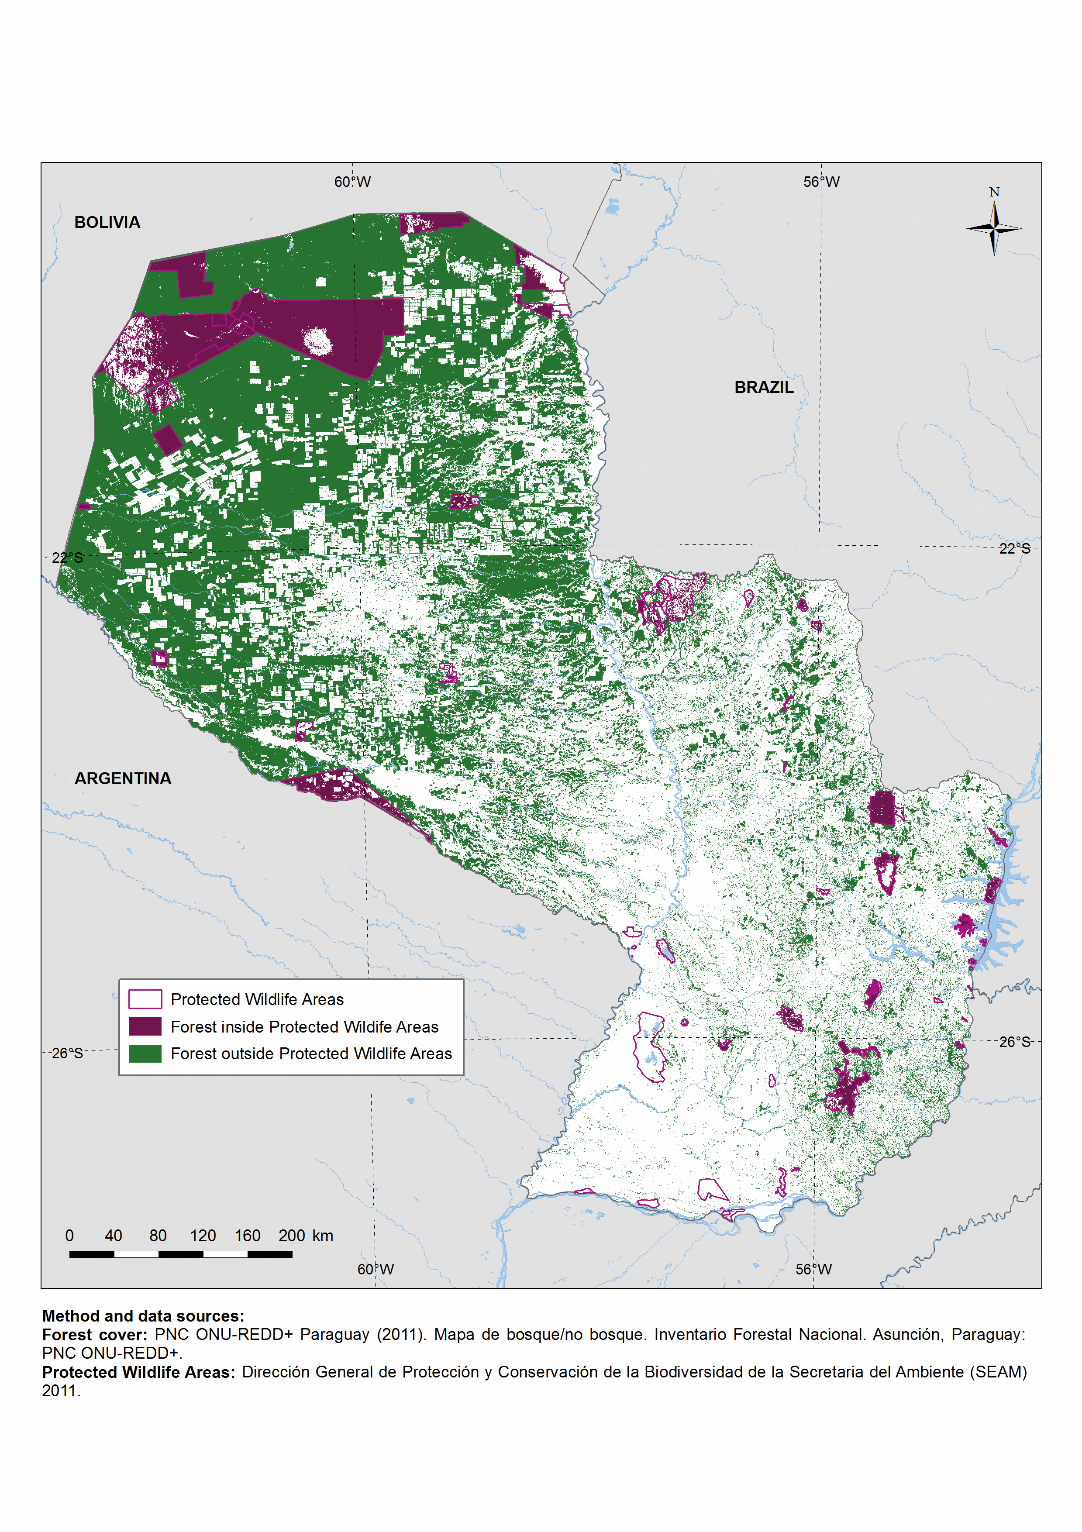 60°W 56°W
N
BOLIVIA
BRAZIL
22°S 22°S
ARGENTINA
Protected Wildlife Areas
Forest inside Protected Wildife Areas
Forest outside Protected Wildlife Areas
26°S 26°S
0 40 80 120 160 200 km
60°W 56°W
Method and data sources:
Forest cover: PNC ONU-REDD+ Paraguay (2011). Mapa de bosque/no bosque. Inventario Forestal Nacional. Asunción, Paraguay:
PNC ONU-REDD+.
Protected Wildlife Areas: Dirección General de Protección y Conservación de la Biodiversidad de la Secretaria del Ambiente (SEAM)
2011.